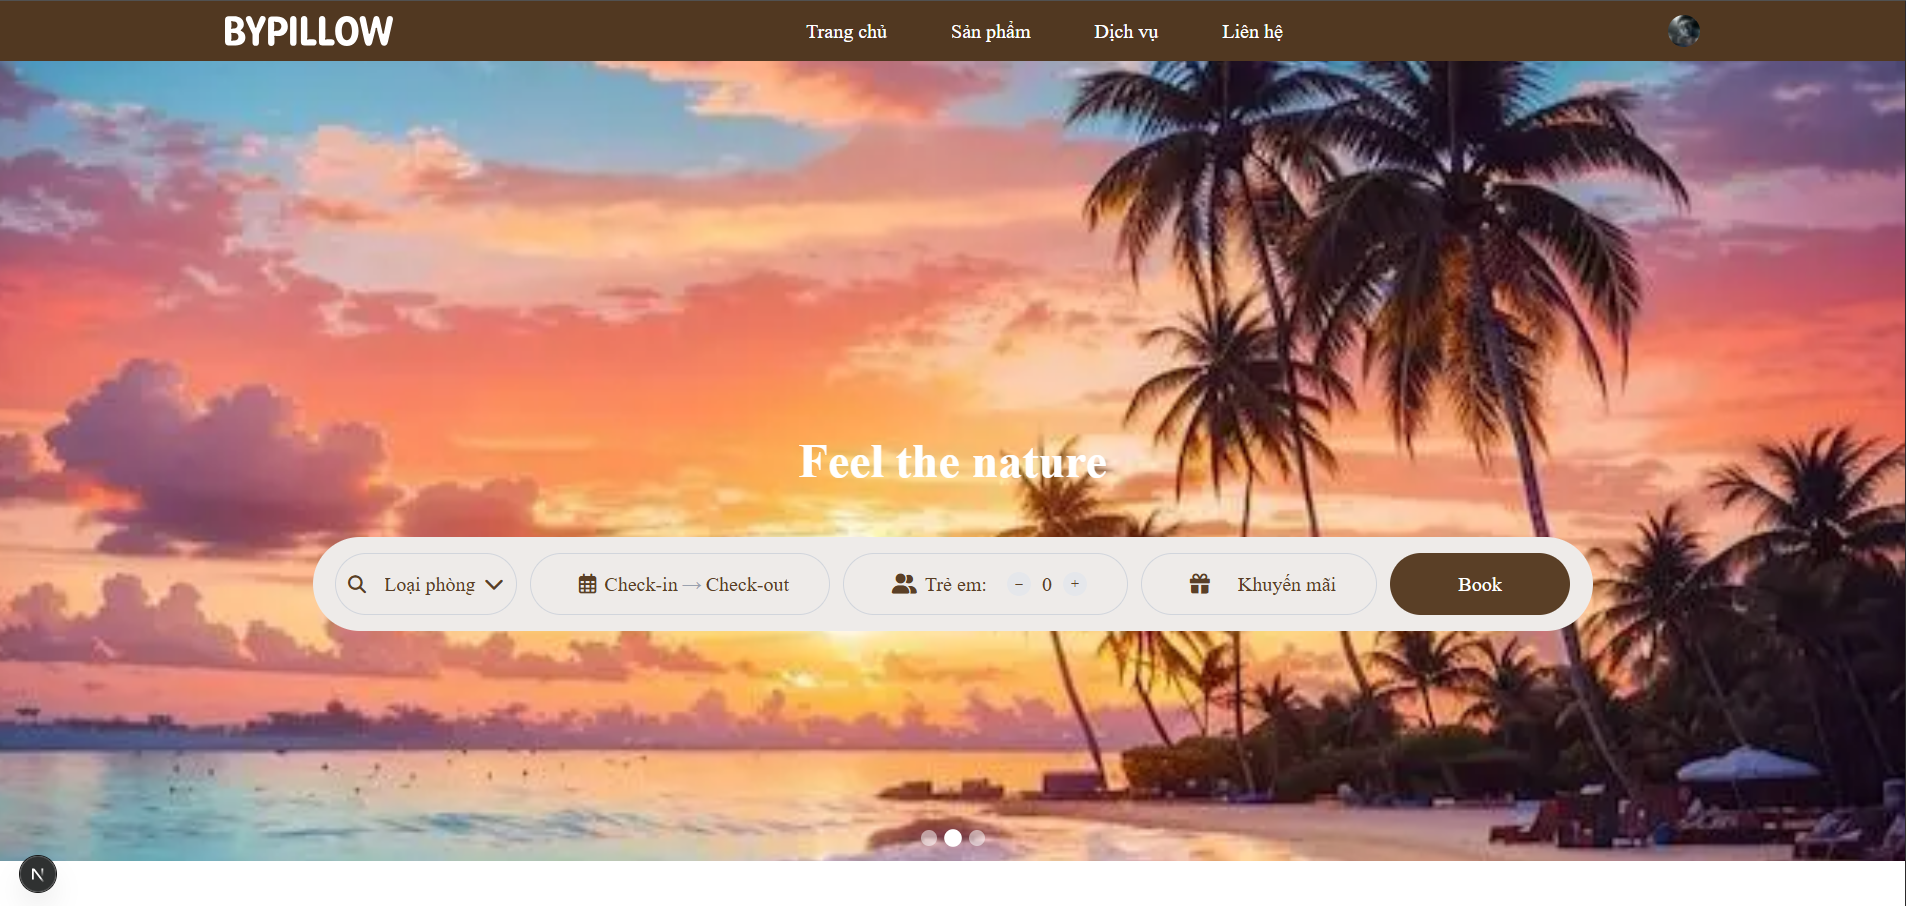 BYPILLOW
Trang chủ
Sản phẩm
Dịch vụ
Liên hệ
Feel the nature
Loại phòng
Check-in → Check-out
Trẻ em: − 0 +
Khuyến mãi
Book
N